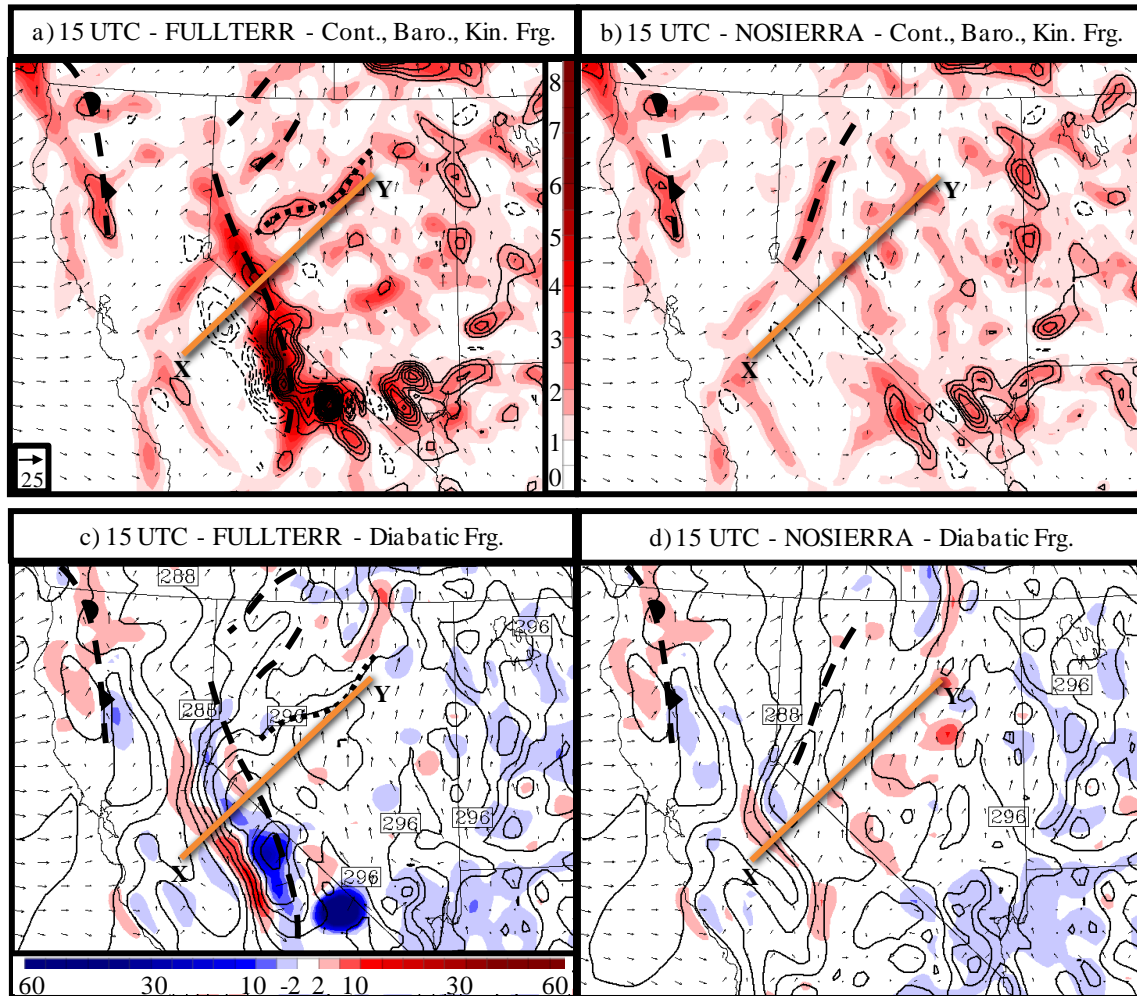 a) 15 UTC - FULLTERR - Cont., Baro., Kin. Frg.
b) 15 UTC - NOSIERRA - Cont., Baro., Kin. Frg.
8
7
6
5
4
3
2
1
0
Y
X
25
Y
X
c) 15 UTC - FULLTERR - Diabatic Frg.
d) 15 UTC - NOSIERRA - Diabatic Frg.
288
296
288
296
Y
X
296
296
296
60 30 10 -2 2 10 30 60
288
296
296
Y
X